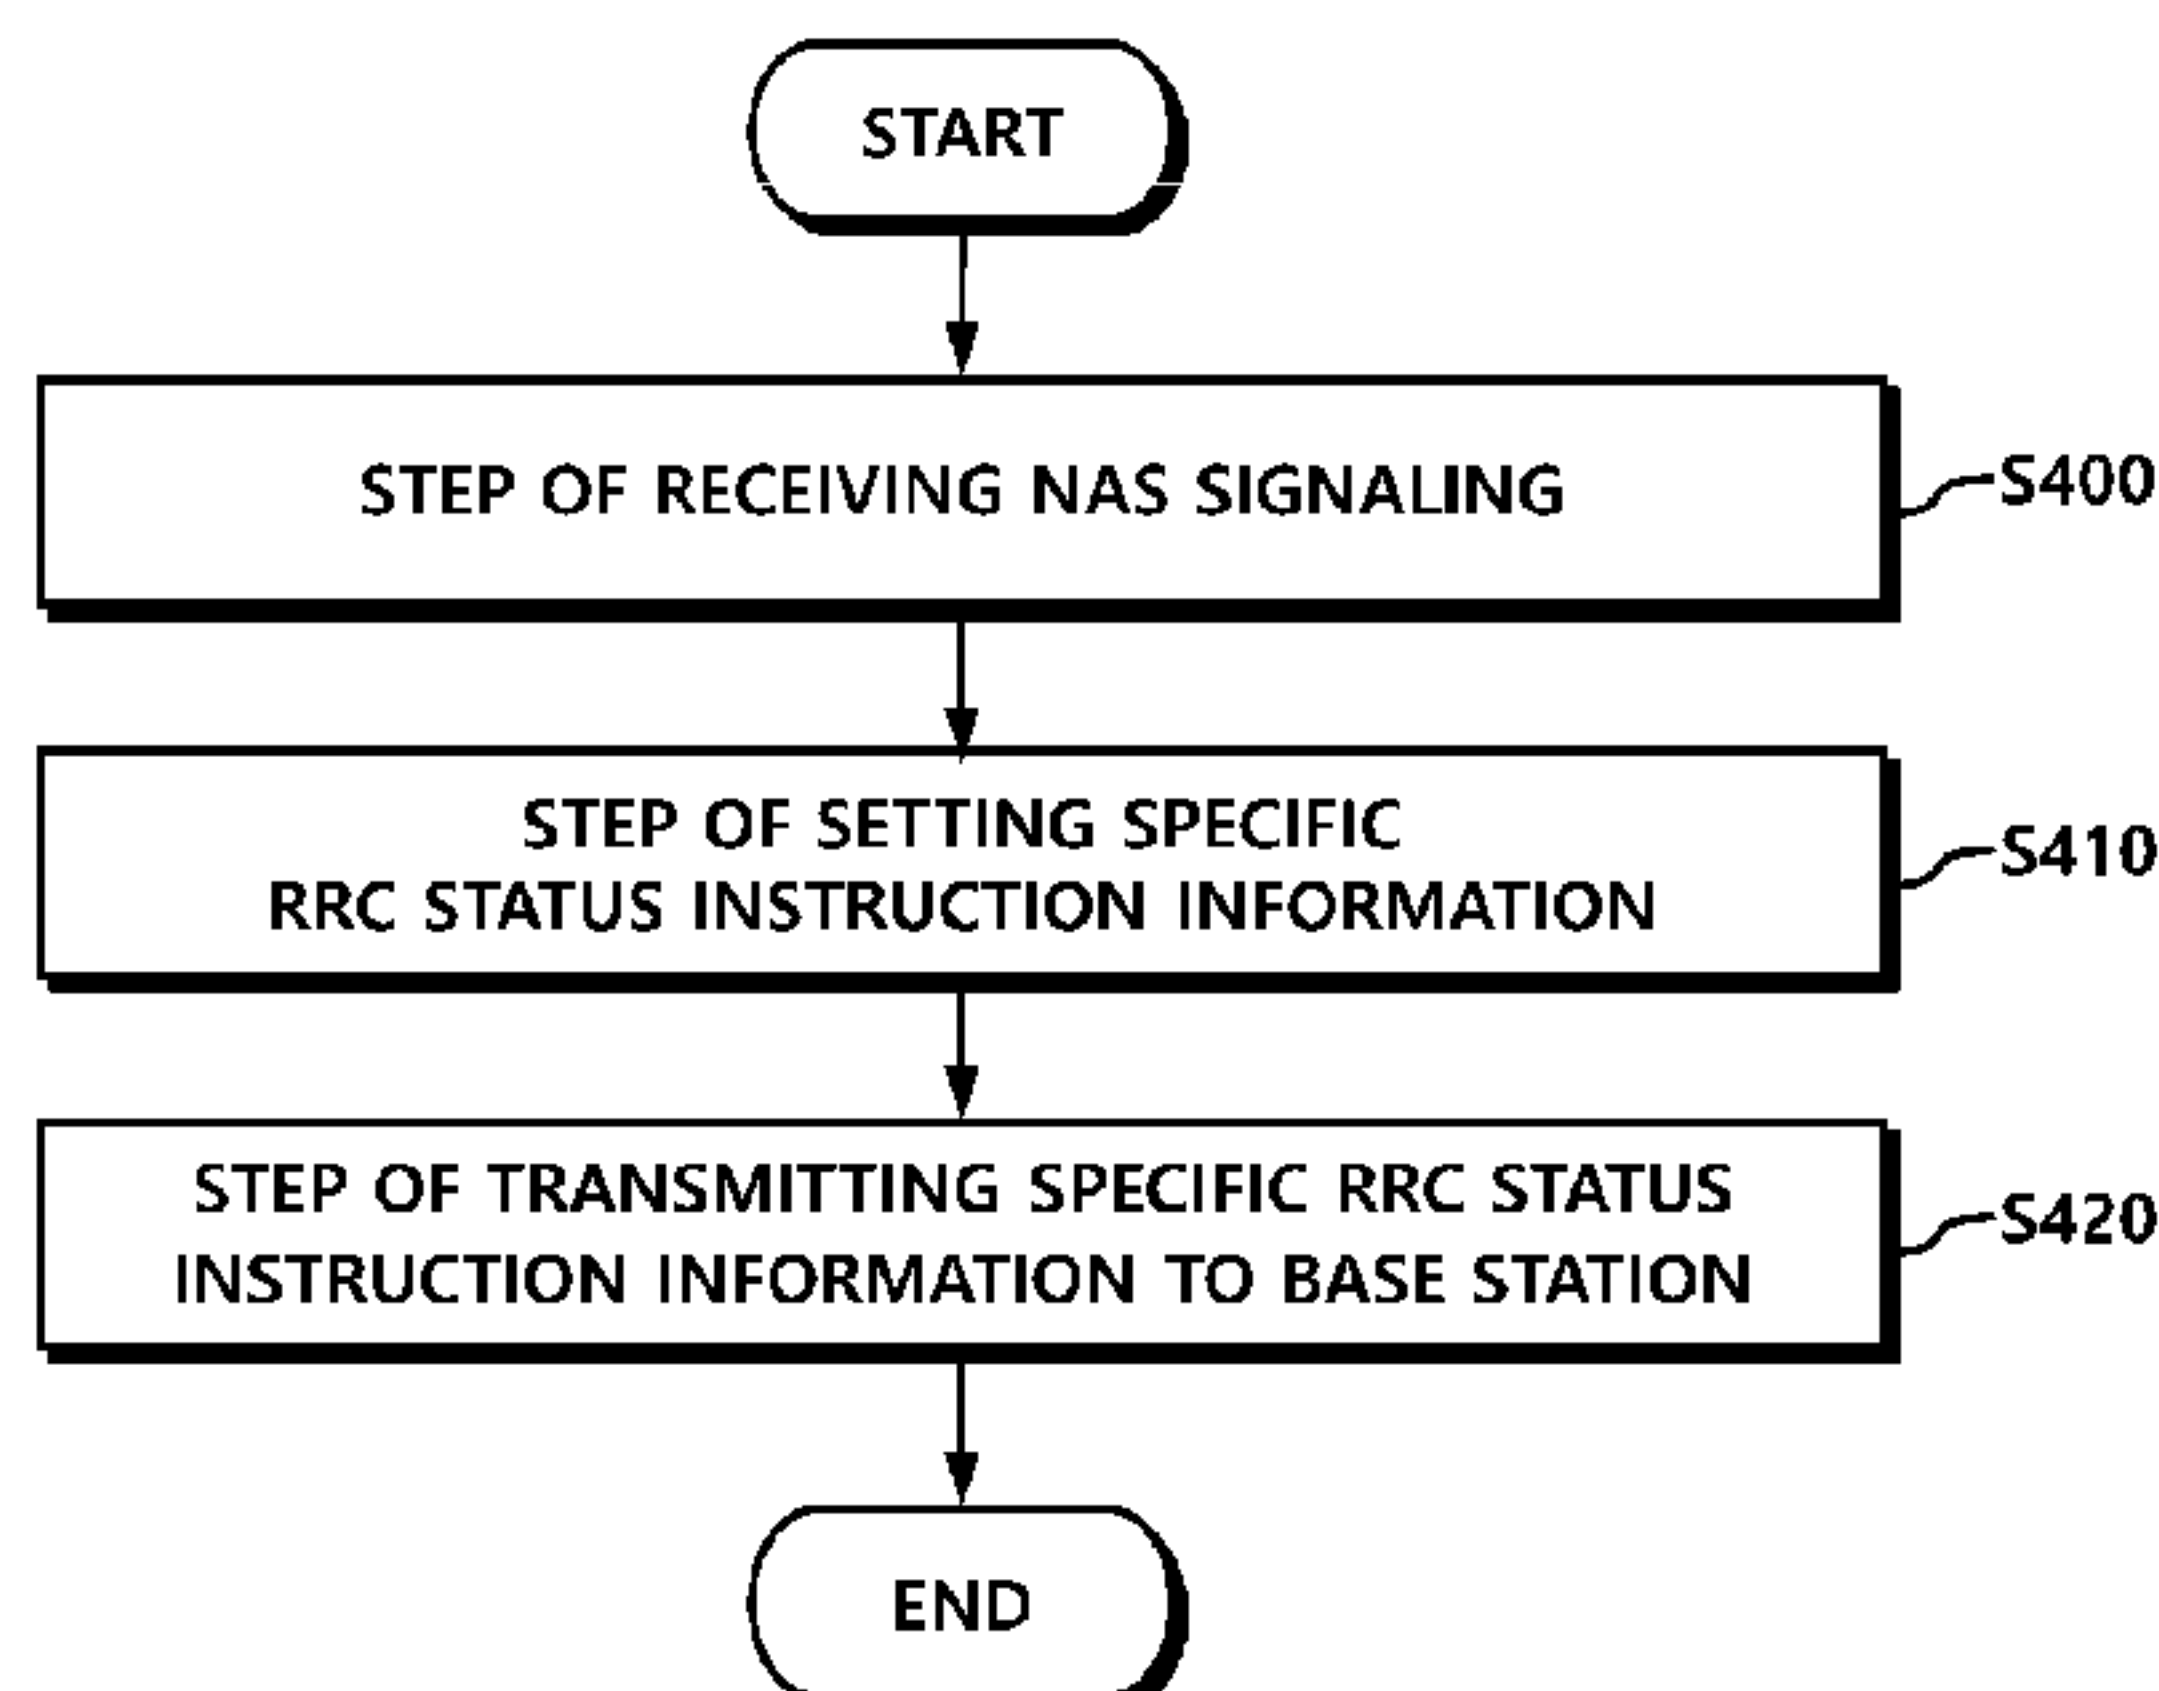 START
STEP OF RECEIVING NAS SIGNALING
S400
STEP OF SETTING SPECIFIC
RRC STATUS INSTRUCTION INFORMATION
S410
STEP OF TRANSMITTING SPECIFIC RRC STATUS
INSTRUCTION INFORMATION TO BASE STATION
S420
END